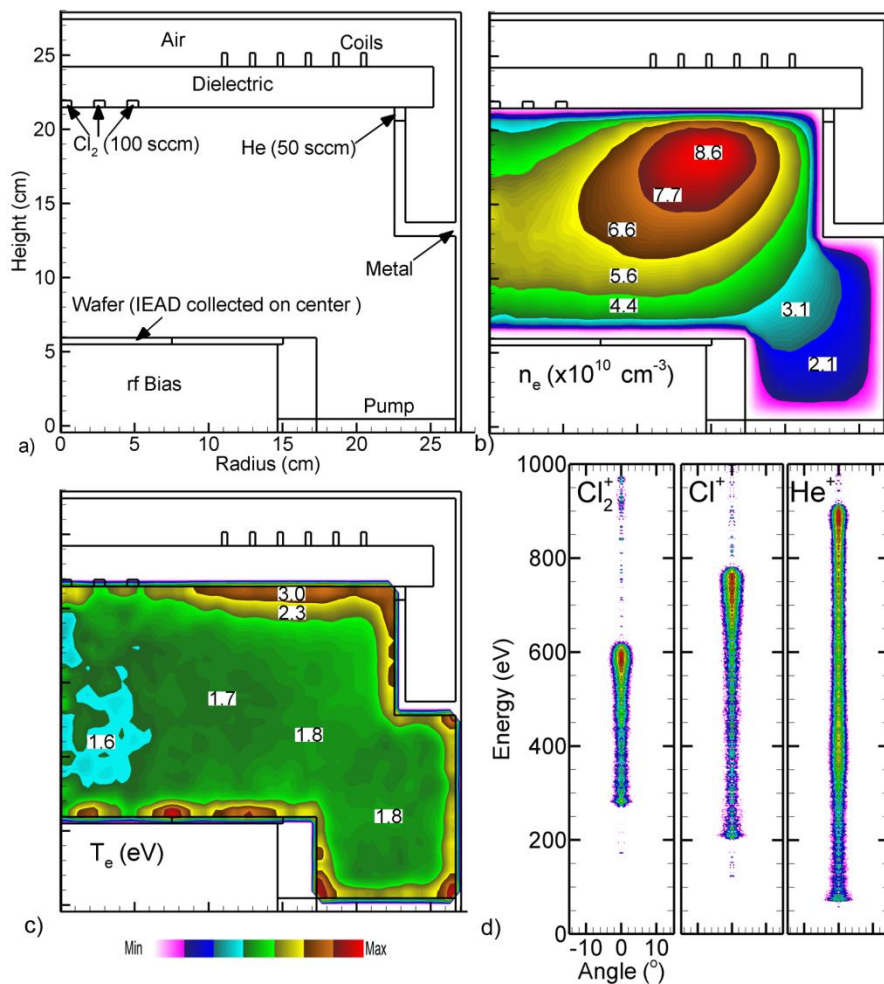 Air
Coils
Dielectric
Cl₂ (100 sccm)
He (50 sccm)
Metal
Wafer (IEAD collected on center )
rf Bias
Pump
Height (cm)
25
20
15
10
5
0
0 5 10 15 20 25
Radius (cm)
a)
8.6
7.7
6.6
5.6
4.4
3.1
2.1
nₑ (x10¹⁰ cm⁻³)
b)
3.0
2.3
1.7
1.8
1.6
1.8
Tₑ (eV)
c)
Min Max
Cl₂⁺ Cl⁺ He⁺
Energy (eV)
1000
800
600
400
200
0
-10 0 10
Angle (°)
d)